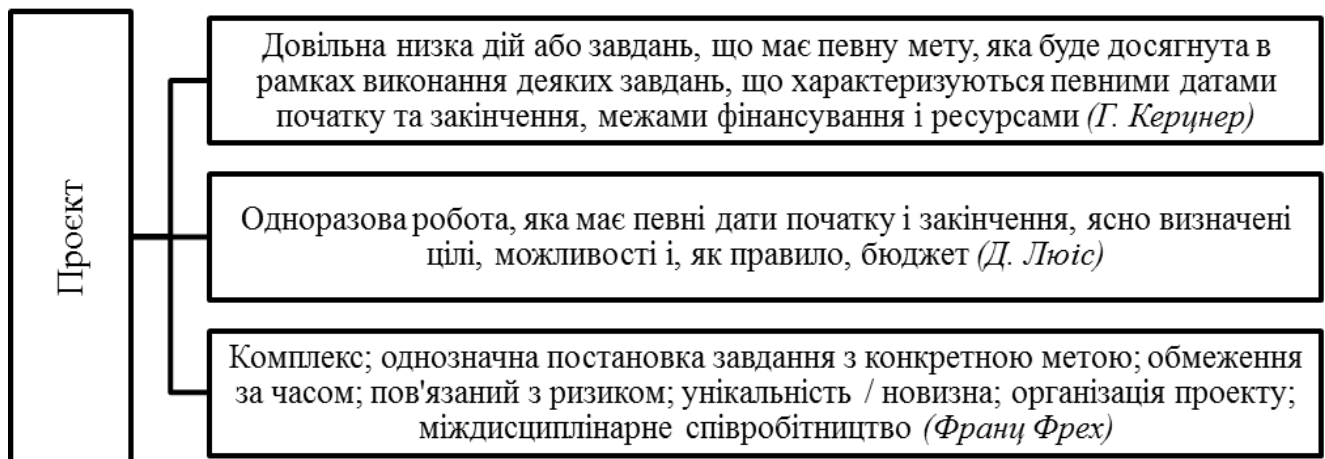 Проєкт
Довільна низка дій або завдань, що має певну мету, яка буде досягнута в
рамках виконання деяких завдань, що характеризуються певними датами
початку та закінчення, межами фінансування і ресурсами (Г. Керцнер)
Одноразова робота, яка має певні дати початку і закінчення, ясно визначені
цілі, можливості і, як правило, бюджет (Д. Люіс)
Комплекс; однозначна постановка завдання з конкретною метою; обмеження
за часом; пов'язаний з ризиком; унікальність / новизна; організація проекту;
міждисциплінарне співробітництво (Франц Фрех)